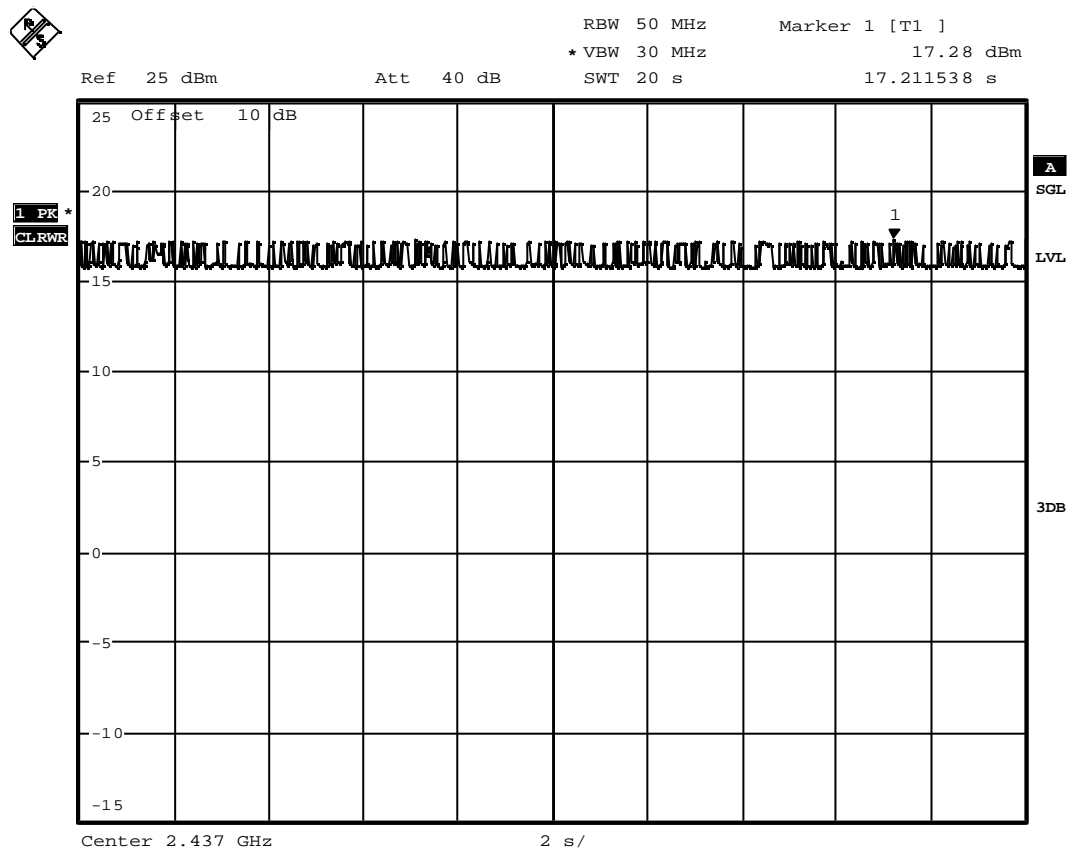 RBW 50 MHz Marker 1 [T1 ]
* VBW 30 MHz 17.28 dBm
Ref 25 dBm Att 40 dB SWT 20 s 17.211538 s
25 Offset 10 dB
A
20
SGL
1 PK *
1
CLRWR
LVL
15
10
5
3DB
0
-5
-10
-15
Center 2.437 GHz 2 s/